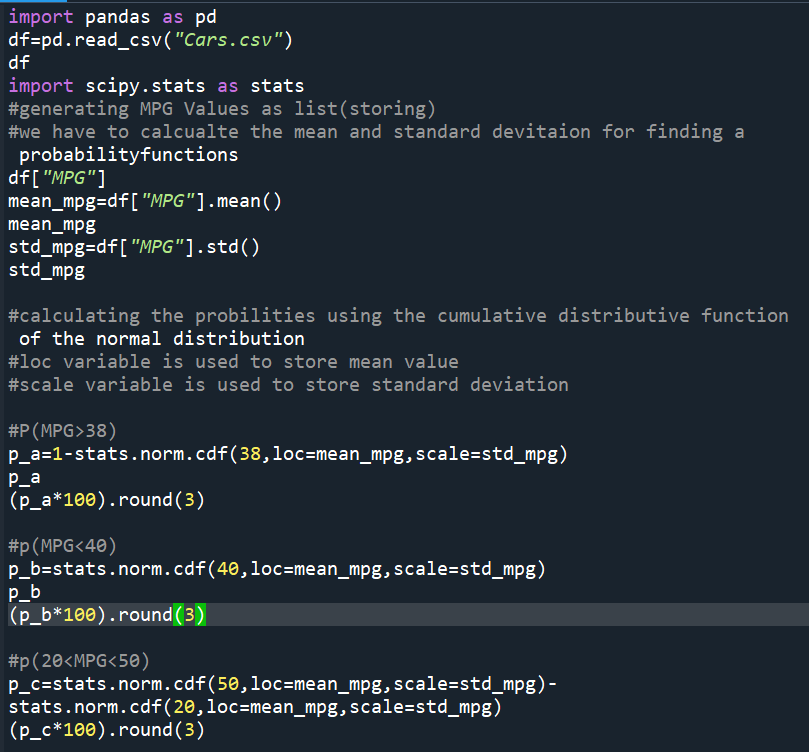 import pandas as pd
df=pd.read_csv("Cars.csv")
df
import scipy.stats as stats
#generating MPG Values as list(storing)
#we have to calcualte the mean and standard devitaion for finding a
probabilityfunctions
df["MPG"]
mean_mpg=df["MPG"].mean()
mean_mpg
std_mpg=df["MPG"].std()
std_mpg
#calculating the probilities using the cumulative distributive function
of the normal distribution
#loc variable is used to store mean value
#scale variable is used to store standard deviation
#P(MPG>38)
p_a=1-stats.norm.cdf(38,loc=mean_mpg,scale=std_mpg)
p_a
(p_a*100).round(3)
#p(MPG<40)
p_b=stats.norm.cdf(40,loc=mean_mpg,scale=std_mpg)
p_b
(p_b*100).round(3)
#p(20<MPG<50)
p_c=stats.norm.cdf(50,loc=mean_mpg,scale=std_mpg)-
stats.norm.cdf(20,loc=mean_mpg,scale=std_mpg)
(p_c*100).round(3)